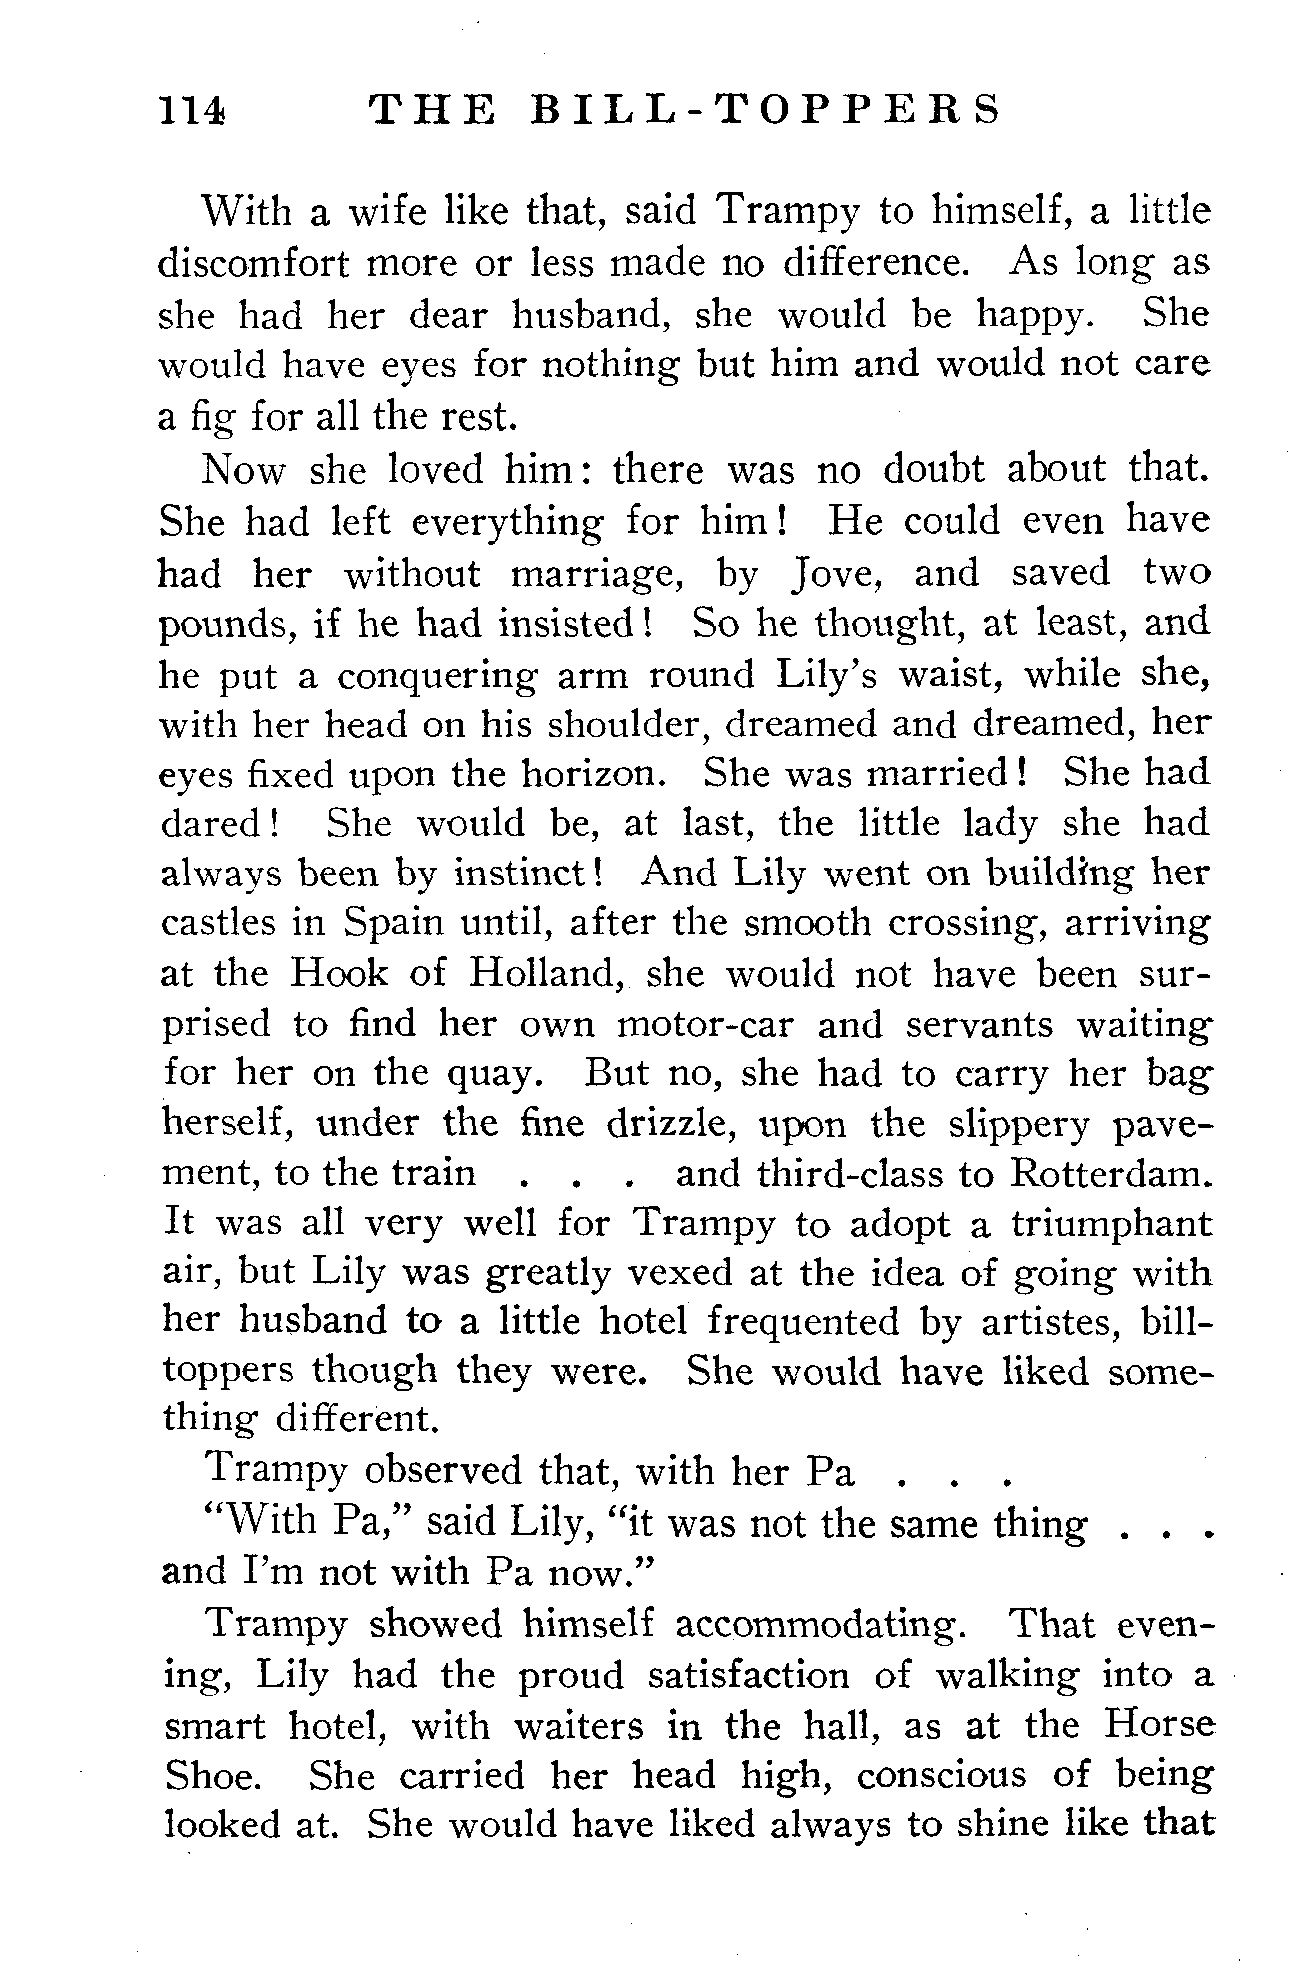 114 THE BILL-TOPPERS
With a wife like that, said Trampy to himself, a little
discomfort more or less made no difference. As long as
she had her dear husband, she would be happy. She
would have eyes for nothing but him and would not care
a fig for all the rest.
Now she loved him: there was no doubt about that.
She had left everything for him! He could even have
had her without marriage, by Jove, and saved two
pounds, if he had insisted! So he thought, at least, and
he put a conquering arm round Lily's waist, while she,
with her head on his shoulder, dreamed and dreamed, her
eyes fixed upon the horizon. She was married! She had
dared! She would be, at last, the little lady she had
always been by instinct! And Lily went on building her
castles in Spain until, after the smooth crossing, arriving
at the Hook of Holland, she would not have been sur-
prised to find her own motor-car and servants waiting
for her on the quay. But no, she had to carry her bag
herself, under the fine drizzle, upon the slippery pave-
ment, to the train . . . and third-class to Rotterdam.
It was all very well for Trampy to adopt a triumphant
air, but Lily was greatly vexed at the idea of going with
her husband to a little hotel frequented by artistes, bill-
toppers though they were. She would have liked some-
thing different.
Trampy observed that, with her Pa . . .
"With Pa," said Lily, "it was not the same thing . . .
and I'm not with Pa now."
Trampy showed himself accommodating. That even-
ing, Lily had the proud satisfaction of walking into a
smart hotel, with waiters in the hall, as at the Horse
Shoe. She carried her head high, conscious of being
looked at. She would have liked always to shine like that